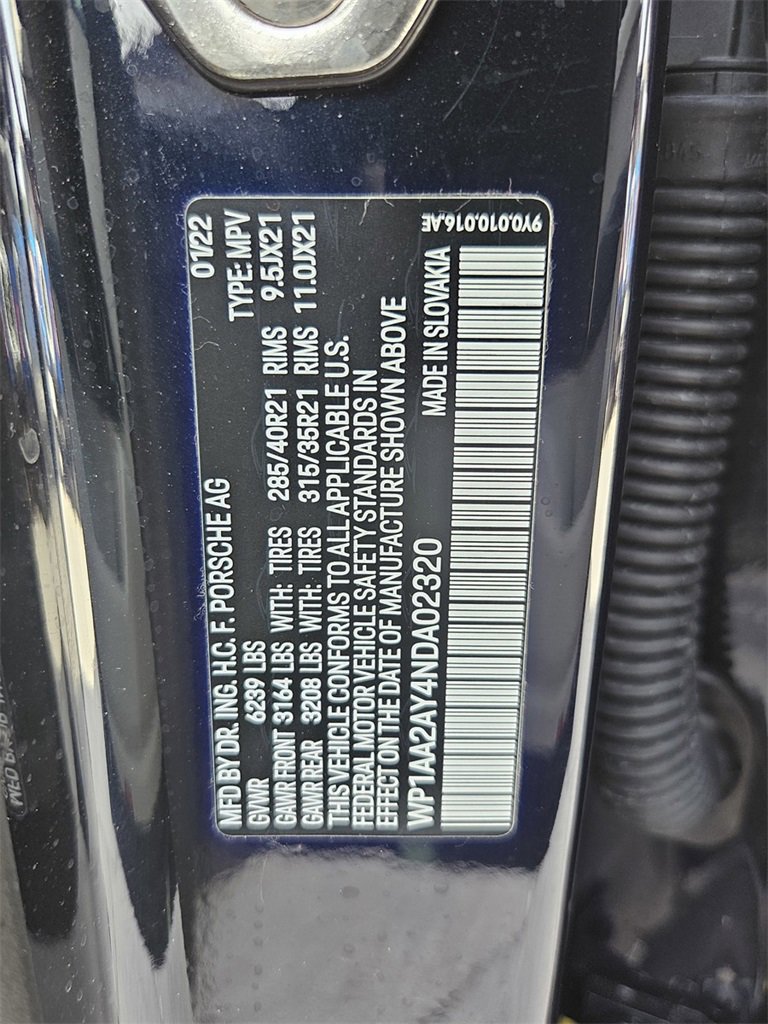 MFD BY DR. ING. H.C. F. PORSCHE AG 01/22
GVWR 6239 LBS TYPE: MPV
GAWR FRONT 3164 LBS WITH: TIRES 285/40R21 RIMS 9.5JX21
GAWR REAR 3208 LBS WITH: TIRES 315/35R21 RIMS 11.0JX21
THIS VEHICLE CONFORMS TO ALL APPLICABLE U.S.
FEDERAL MOTOR VEHICLE SAFETY STANDARDS IN
EFFECT ON THE DATE OF MANUFACTURE SHOWN ABOVE
WP1AA2AY4NDA02320 MADE IN SLOVAKIA
9Y0.010.016.AE